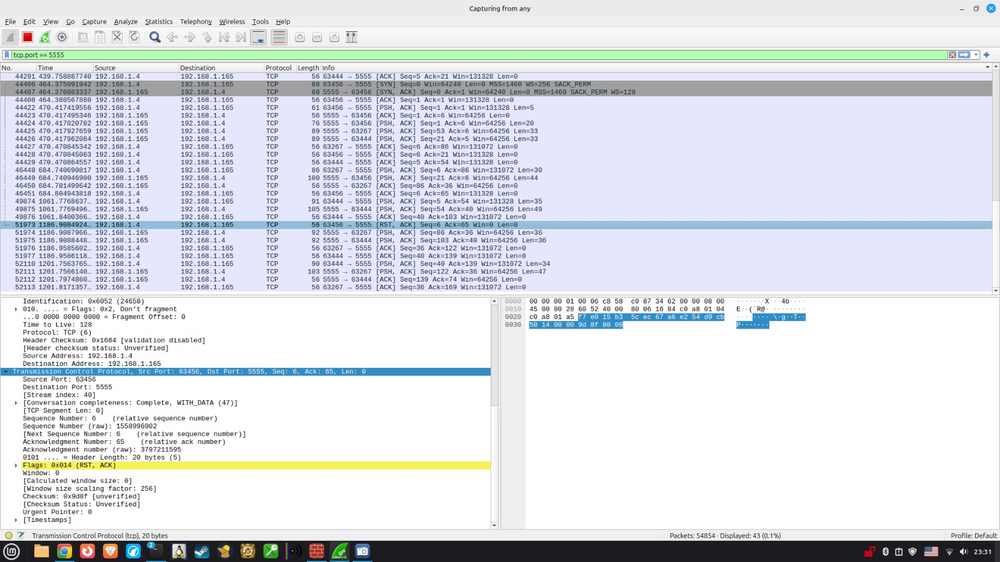 Capturing from any
File Edit View Go Capture Analyze Statistics Telephony Wireless Tools Help
tcp.port == 5555
No. Time Source Destination Protocol Length Info
44291 439.758887740 192.168.1.4 192.168.1.165 TCP 56 63444 → 5555 [ACK] Seq=5 Ack=21 Win=131328 Len=0
44406 464.375991942 192.168.1.4 192.168.1.165 TCP 68 63456 → 5555 [SYN] Seq=0 Win=64240 Len=0 MSS=1460 WS=256 SACK_PERM
44407 464.376083337 192.168.1.165 192.168.1.4 TCP 68 5555 → 63456 [SYN, ACK] Seq=0 Ack=1 Win=64240 Len=0 MSS=1460 SACK_PERM WS=128
44408 464.380567880 192.168.1.4 192.168.1.165 TCP 56 63456 → 5555 [ACK] Seq=1 Ack=1 Win=131328 Len=0
44422 470.417419556 192.168.1.4 192.168.1.165 TCP 61 63456 → 5555 [PSH, ACK] Seq=1 Ack=1 Win=131328 Len=5
44423 470.417495346 192.168.1.165 192.168.1.4 TCP 56 5555 → 63456 [ACK] Seq=1 Ack=6 Win=64256 Len=0
44424 470.417820782 192.168.1.165 192.168.1.4 TCP 76 5555 → 63456 [PSH, ACK] Seq=1 Ack=6 Win=64256 Len=20
44425 470.417927659 192.168.1.165 192.168.1.4 TCP 89 5555 → 63267 [PSH, ACK] Seq=53 Ack=6 Win=64256 Len=33
44426 470.417962084 192.168.1.165 192.168.1.4 TCP 89 5555 → 63444 [PSH, ACK] Seq=21 Ack=5 Win=64256 Len=33
44427 470.470845342 192.168.1.4 192.168.1.165 TCP 56 63267 → 5555 [ACK] Seq=6 Ack=86 Win=131072 Len=0
44428 470.470845063 192.168.1.4 192.168.1.165 TCP 56 63456 → 5555 [ACK] Seq=6 Ack=21 Win=131328 Len=0
44429 470.470864557 192.168.1.4 192.168.1.165 TCP 56 63444 → 5555 [ACK] Seq=5 Ack=54 Win=131328 Len=0
46448 684.740690817 192.168.1.4 192.168.1.165 TCP 86 63267 → 5555 [PSH, ACK] Seq=6 Ack=86 Win=131072 Len=30
46449 684.740946900 192.168.1.165 192.168.1.4 TCP 100 5555 → 63456 [PSH, ACK] Seq=21 Ack=6 Win=64256 Len=44
46450 684.781499642 192.168.1.165 192.168.1.4 TCP 56 5555 → 63267 [ACK] Seq=86 Ack=36 Win=64256 Len=0
46451 684.804943818 192.168.1.4 192.168.1.165 TCP 56 63456 → 5555 [ACK] Seq=6 Ack=65 Win=131328 Len=0
49874 1061.7768637… 192.168.1.4 192.168.1.165 TCP 91 63444 → 5555 [PSH, ACK] Seq=5 Ack=54 Win=131328 Len=35
49875 1061.7769496… 192.168.1.165 192.168.1.4 TCP 105 5555 → 63444 [PSH, ACK] Seq=54 Ack=40 Win=64256 Len=49
49876 1061.8400366… 192.168.1.4 192.168.1.165 TCP 56 63444 → 5555 [ACK] Seq=40 Ack=103 Win=131072 Len=0
51973 1186.9084924… 192.168.1.4 192.168.1.165 TCP 56 63456 → 5555 [RST, ACK] Seq=6 Ack=65 Win=0 Len=0
51974 1186.9087966… 192.168.1.165 192.168.1.4 TCP 92 5555 → 63267 [PSH, ACK] Seq=86 Ack=36 Win=64256 Len=36
51975 1186.9088448… 192.168.1.165 192.168.1.4 TCP 92 5555 → 63444 [PSH, ACK] Seq=103 Ack=40 Win=64256 Len=36
51976 1186.9585602… 192.168.1.4 192.168.1.165 TCP 56 63267 → 5555 [ACK] Seq=36 Ack=122 Win=131072 Len=0
51977 1186.9586118… 192.168.1.4 192.168.1.165 TCP 56 63444 → 5555 [ACK] Seq=40 Ack=139 Win=131072 Len=0
52110 1201.7563765… 192.168.1.4 192.168.1.165 TCP 90 63444 → 5555 [PSH, ACK] Seq=40 Ack=139 Win=131072 Len=34
52111 1201.7566140… 192.168.1.165 192.168.1.4 TCP 103 5555 → 63267 [PSH, ACK] Seq=122 Ack=36 Win=64256 Len=47
52112 1201.7974860… 192.168.1.165 192.168.1.4 TCP 56 5555 → 63444 [ACK] Seq=139 Ack=74 Win=64256 Len=0
52113 1201.8171357… 192.168.1.4 192.168.1.165 TCP 56 63267 → 5555 [ACK] Seq=36 Ack=169 Win=131072 Len=0
Identification: 0x6052 (24658)
010. .... = Flags: 0x2, Don't fragment
...0 0000 0000 0000 = Fragment Offset: 0
Time to Live: 128
Protocol: TCP (6)
Header Checksum: 0x1684 [validation disabled]
[Header checksum status: Unverified]
Source Address: 192.168.1.4
Destination Address: 192.168.1.165
Transmission Control Protocol, Src Port: 63456, Dst Port: 5555, Seq: 6, Ack: 65, Len: 0
Source Port: 63456
Destination Port: 5555
[Stream index: 40]
[Conversation completeness: Complete, WITH_DATA (47)]
[TCP Segment Len: 0]
Sequence Number: 6 (relative sequence number)
Sequence Number (raw): 1558996902
[Next Sequence Number: 6 (relative sequence number)]
Acknowledgment Number: 65 (relative ack number)
Acknowledgment number (raw): 3797211595
0101 .... = Header Length: 20 bytes (5)
Flags: 0x014 (RST, ACK)
Window: 0
[Calculated window size: 0]
[Window size scaling factor: 256]
Checksum: 0x9d8f [unverified]
[Checksum Status: Unverified]
Urgent Pointer: 0
[Timestamps]
0000 00 00 00 01 00 06 c8 58 c0 87 34 62 00 00 08 00 ·······X ··4b····
0010 45 00 00 28 60 52 40 00 80 06 16 84 c0 a8 01 04 E··(`R@· ········
0020 c0 a8 01 a5 f7 e0 15 b3 5c ec 67 a6 e2 54 d9 cb ········ \·g··T··
0030 50 14 00 00 9d 8f 00 00 P·······
Transmission Control Protocol (tcp), 20 bytes
Packets: 54854 · Displayed: 43 (0.1%)
Profile: Default
2
23:31